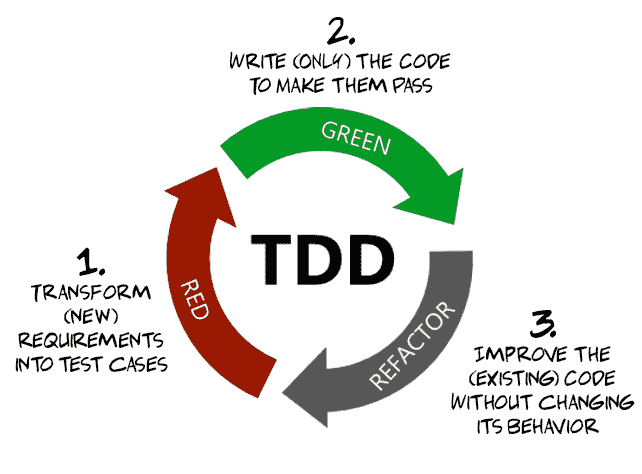 1.
TRANSFORM
(NEW)
REQUIREMENTS
INTO TEST CASES
RED
2.
WRITE (ONLY) THE CODE
TO MAKE THEM PASS
GREEN
TDD
3.
IMPROVE THE
(EXISTING) CODE
WITHOUT CHANGING
ITS BEHAVIOR
REFACTOR